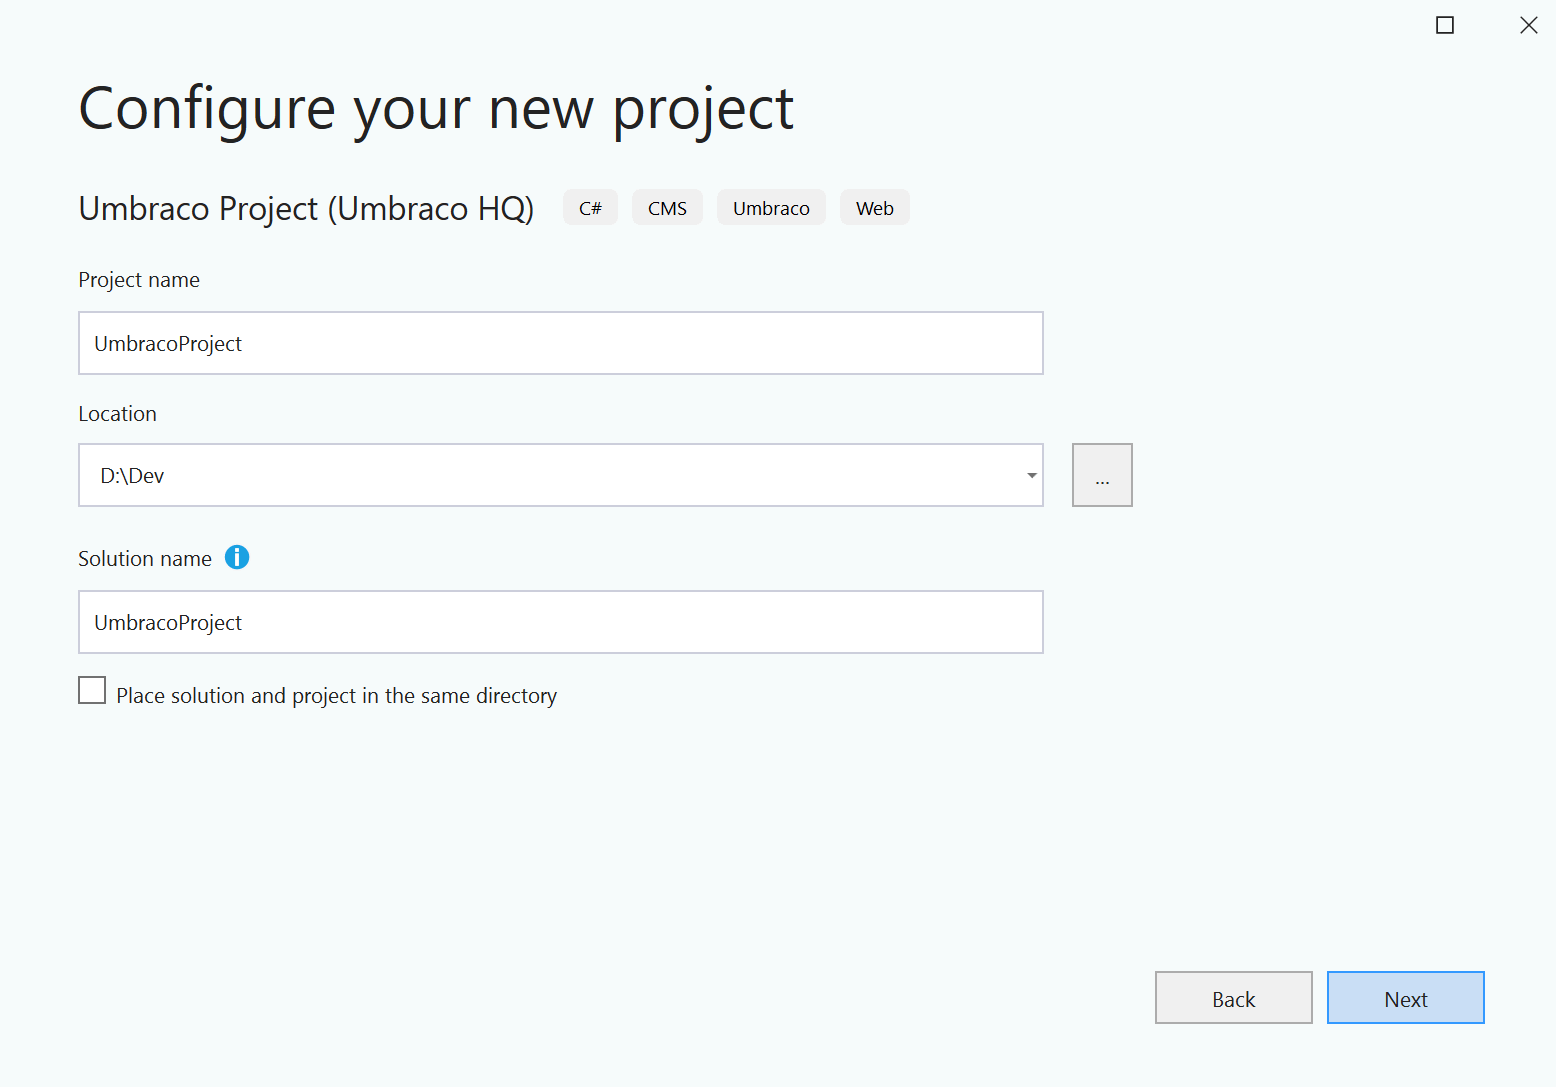 Configure your new project
Umbraco Project (Umbraco HQ) C# CMS Umbraco Web
Project name
UmbracoProject
Location
D:\Dev
...
Solution name
UmbracoProject
Place solution and project in the same directory
Back Next